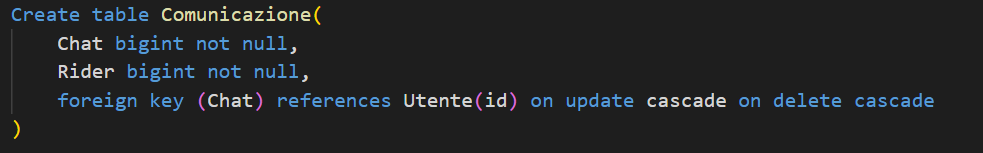 Create table Comunicazione(
    Chat bigint not null,
    Rider bigint not null,
    foreign key (Chat) references Utente(id) on update cascade on delete cascade
)